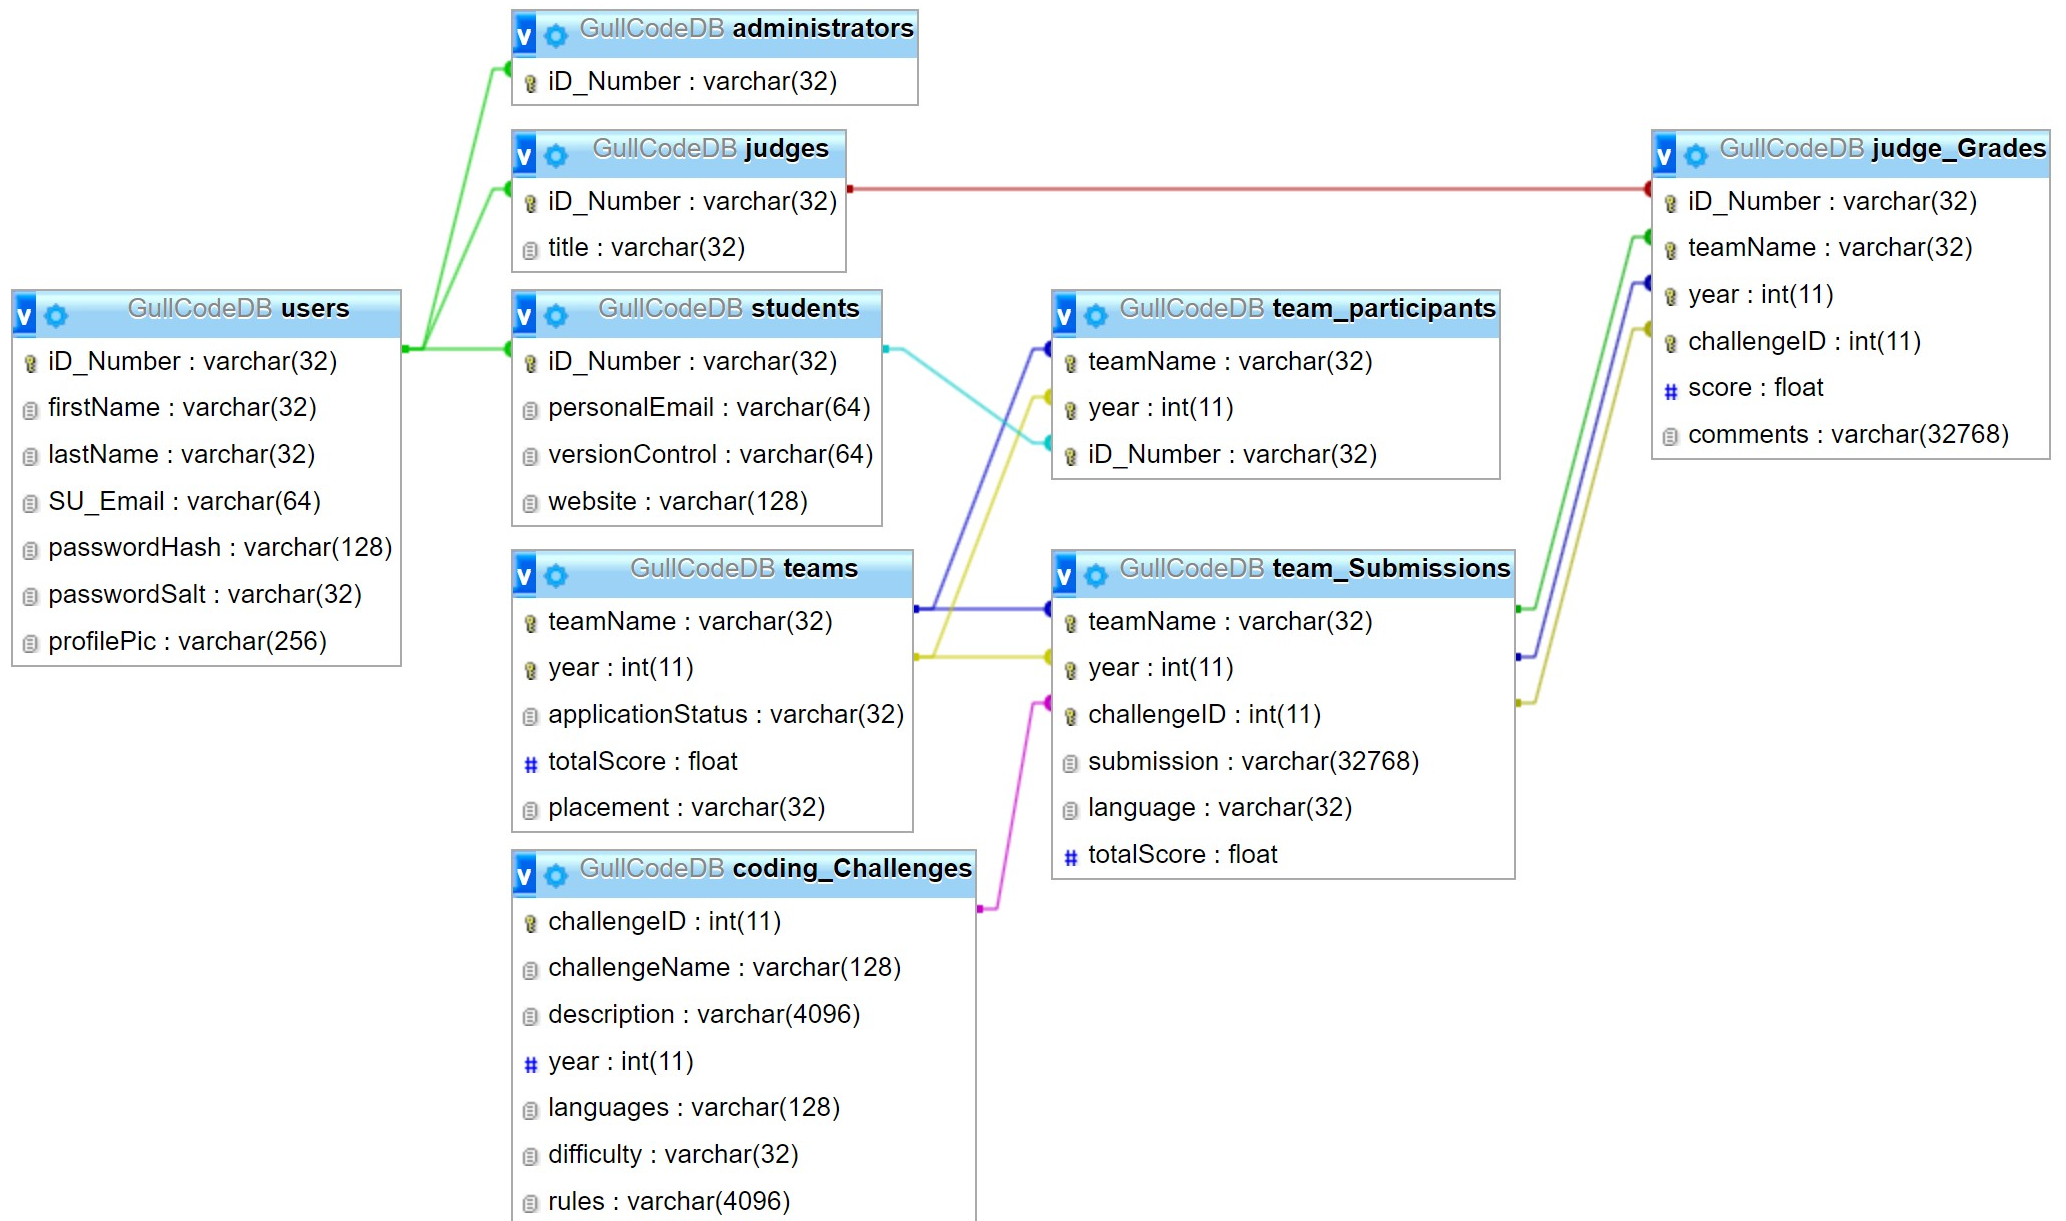 GullCodeDB administrators
iD_Number : varchar(32)
GullCodeDB judges
iD_Number : varchar(32)
title : varchar(32)
GullCodeDB judge_Grades
iD_Number : varchar(32)
teamName : varchar(32)
year : int(11)
challengeID : int(11)
# score : float
comments : varchar(32768)
GullCodeDB users
iD_Number : varchar(32)
firstName : varchar(32)
lastName : varchar(32)
SU_Email : varchar(64)
passwordHash : varchar(128)
passwordSalt : varchar(32)
profilePic : varchar(256)
GullCodeDB students
iD_Number : varchar(32)
personalEmail : varchar(64)
versionControl : varchar(64)
website : varchar(128)
GullCodeDB team_participants
teamName : varchar(32)
year : int(11)
iD_Number : varchar(32)
GullCodeDB teams
teamName : varchar(32)
year : int(11)
applicationStatus : varchar(32)
# totalScore : float
placement : varchar(32)
GullCodeDB team_Submissions
teamName : varchar(32)
year : int(11)
challengeID : int(11)
submission : varchar(32768)
language : varchar(32)
# totalScore : float
GullCodeDB coding_Challenges
challengeID : int(11)
challengeName : varchar(128)
description : varchar(4096)
# year : int(11)
languages : varchar(128)
difficulty : varchar(32)
rules : varchar(4096)